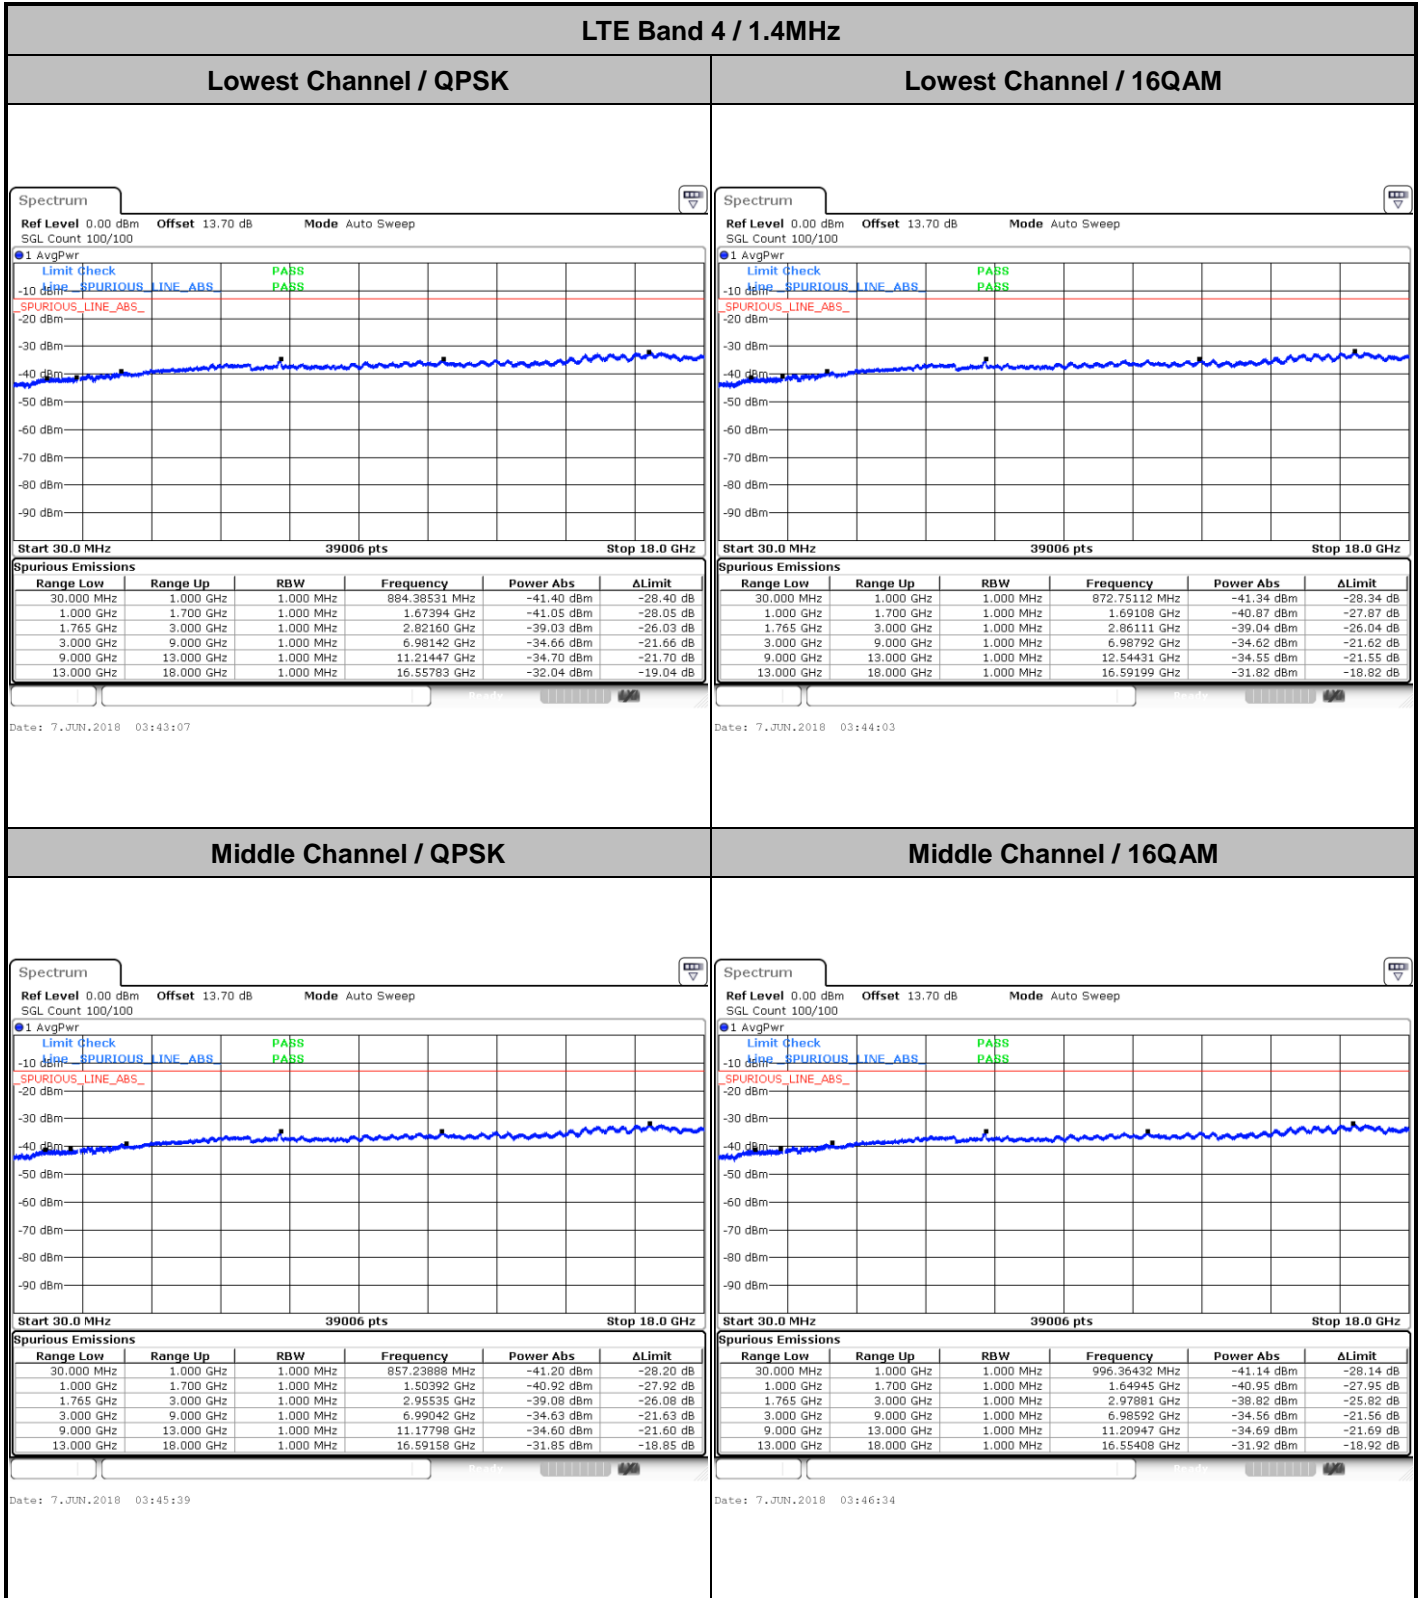 LTE Band 4 / 1.4MHz
Lowest Channel / QPSK
Lowest Channel / 16QAM
Spectrum
Ref Level 0.00 dBm Offset 13.70 dB Mode Auto Sweep
SGL Count 100/100
1 AvgPwr
Limit Check PASS
Line _SPURIOUS_LINE_ABS_ PASS
-10 dBm
_SPURIOUS_LINE_ABS_
-20 dBm
-30 dBm
-40 dBm
-50 dBm
-60 dBm
-70 dBm
-80 dBm
-90 dBm
Start 30.0 MHz 39006 pts Stop 18.0 GHz
Spurious Emissions
Range Low Range Up RBW Frequency Power Abs ΔLimit
30.000 MHz 1.000 GHz 1.000 MHz 884.38531 MHz -41.40 dBm -28.40 dB
1.000 GHz 1.700 GHz 1.000 MHz 1.67394 GHz -41.05 dBm -28.05 dB
1.765 GHz 3.000 GHz 1.000 MHz 2.82160 GHz -39.03 dBm -26.03 dB
3.000 GHz 9.000 GHz 1.000 MHz 6.98142 GHz -34.66 dBm -21.66 dB
9.000 GHz 13.000 GHz 1.000 MHz 11.21447 GHz -34.70 dBm -21.70 dB
13.000 GHz 18.000 GHz 1.000 MHz 16.55783 GHz -32.04 dBm -19.04 dB
Ready
Date: 7.JUN.2018 03:43:07
Spectrum
Ref Level 0.00 dBm Offset 13.70 dB Mode Auto Sweep
SGL Count 100/100
1 AvgPwr
Limit Check PASS
Line _SPURIOUS_LINE_ABS_ PASS
-10 dBm
_SPURIOUS_LINE_ABS_
-20 dBm
-30 dBm
-40 dBm
-50 dBm
-60 dBm
-70 dBm
-80 dBm
-90 dBm
Start 30.0 MHz 39006 pts Stop 18.0 GHz
Spurious Emissions
Range Low Range Up RBW Frequency Power Abs ΔLimit
30.000 MHz 1.000 GHz 1.000 MHz 872.75112 MHz -41.34 dBm -28.34 dB
1.000 GHz 1.700 GHz 1.000 MHz 1.69108 GHz -40.87 dBm -27.87 dB
1.765 GHz 3.000 GHz 1.000 MHz 2.86111 GHz -39.04 dBm -26.04 dB
3.000 GHz 9.000 GHz 1.000 MHz 6.98792 GHz -34.62 dBm -21.62 dB
9.000 GHz 13.000 GHz 1.000 MHz 12.54431 GHz -34.55 dBm -21.55 dB
13.000 GHz 18.000 GHz 1.000 MHz 16.59199 GHz -31.82 dBm -18.82 dB
Ready
Date: 7.JUN.2018 03:44:03
Middle Channel / QPSK
Middle Channel / 16QAM
Spectrum
Ref Level 0.00 dBm Offset 13.70 dB Mode Auto Sweep
SGL Count 100/100
1 AvgPwr
Limit Check PASS
Line _SPURIOUS_LINE_ABS_ PASS
-10 dBm
_SPURIOUS_LINE_ABS_
-20 dBm
-30 dBm
-40 dBm
-50 dBm
-60 dBm
-70 dBm
-80 dBm
-90 dBm
Start 30.0 MHz 39006 pts Stop 18.0 GHz
Spurious Emissions
Range Low Range Up RBW Frequency Power Abs ΔLimit
30.000 MHz 1.000 GHz 1.000 MHz 857.23888 MHz -41.20 dBm -28.20 dB
1.000 GHz 1.700 GHz 1.000 MHz 1.50392 GHz -40.92 dBm -27.92 dB
1.765 GHz 3.000 GHz 1.000 MHz 2.95535 GHz -39.08 dBm -26.08 dB
3.000 GHz 9.000 GHz 1.000 MHz 6.99042 GHz -34.63 dBm -21.63 dB
9.000 GHz 13.000 GHz 1.000 MHz 11.17798 GHz -34.60 dBm -21.60 dB
13.000 GHz 18.000 GHz 1.000 MHz 16.59158 GHz -31.85 dBm -18.85 dB
Ready
Date: 7.JUN.2018 03:45:39
Spectrum
Ref Level 0.00 dBm Offset 13.70 dB Mode Auto Sweep
SGL Count 100/100
1 AvgPwr
Limit Check PASS
Line _SPURIOUS_LINE_ABS_ PASS
-10 dBm
_SPURIOUS_LINE_ABS_
-20 dBm
-30 dBm
-40 dBm
-50 dBm
-60 dBm
-70 dBm
-80 dBm
-90 dBm
Start 30.0 MHz 39006 pts Stop 18.0 GHz
Spurious Emissions
Range Low Range Up RBW Frequency Power Abs ΔLimit
30.000 MHz 1.000 GHz 1.000 MHz 996.36432 MHz -41.14 dBm -28.14 dB
1.000 GHz 1.700 GHz 1.000 MHz 1.64945 GHz -40.95 dBm -27.95 dB
1.765 GHz 3.000 GHz 1.000 MHz 2.97881 GHz -38.82 dBm -25.82 dB
3.000 GHz 9.000 GHz 1.000 MHz 6.98592 GHz -34.56 dBm -21.56 dB
9.000 GHz 13.000 GHz 1.000 MHz 11.20947 GHz -34.69 dBm -21.69 dB
13.000 GHz 18.000 GHz 1.000 MHz 16.55408 GHz -31.92 dBm -18.92 dB
Ready
Date: 7.JUN.2018 03:46:34